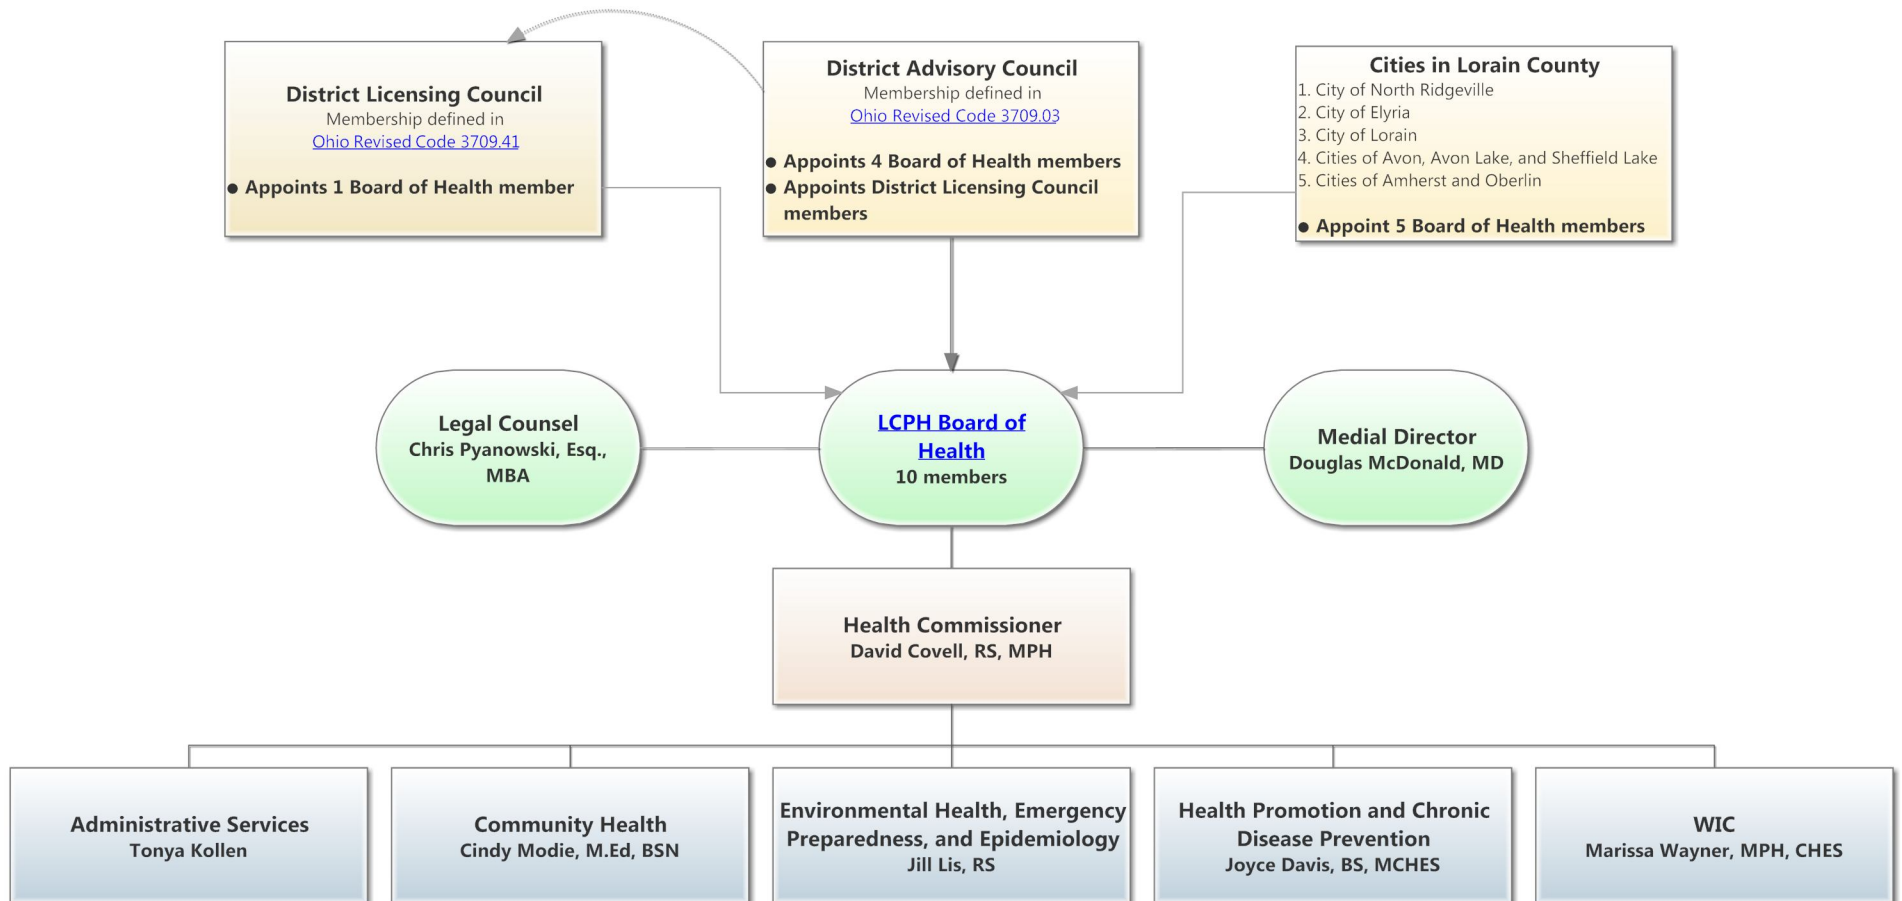 District Licensing Council
Membership defined in
Ohio Revised Code 3709.41
● Appoints 1 Board of Health member
District Advisory Council
Membership defined in
Ohio Revised Code 3709.03
● Appoints 4 Board of Health members
● Appoints District Licensing Council
members
Cities in Lorain County
1. City of North Ridgeville
2. City of Elyria
3. City of Lorain
4. Cities of Avon, Avon Lake, and Sheffield Lake
5. Cities of Amherst and Oberlin
● Appoint 5 Board of Health members
Legal Counsel
Chris Pyanowski, Esq.,
MBA
LCPH Board of
Health
10 members
Medial Director
Douglas McDonald, MD
Health Commissioner
David Covell, RS, MPH
Administrative Services
Tonya Kollen
Community Health
Cindy Modie, M.Ed, BSN
Environmental Health, Emergency
Preparedness, and Epidemiology
Jill Lis, RS
Health Promotion and Chronic
Disease Prevention
Joyce Davis, BS, MCHES
WIC
Marissa Wayner, MPH, CHES